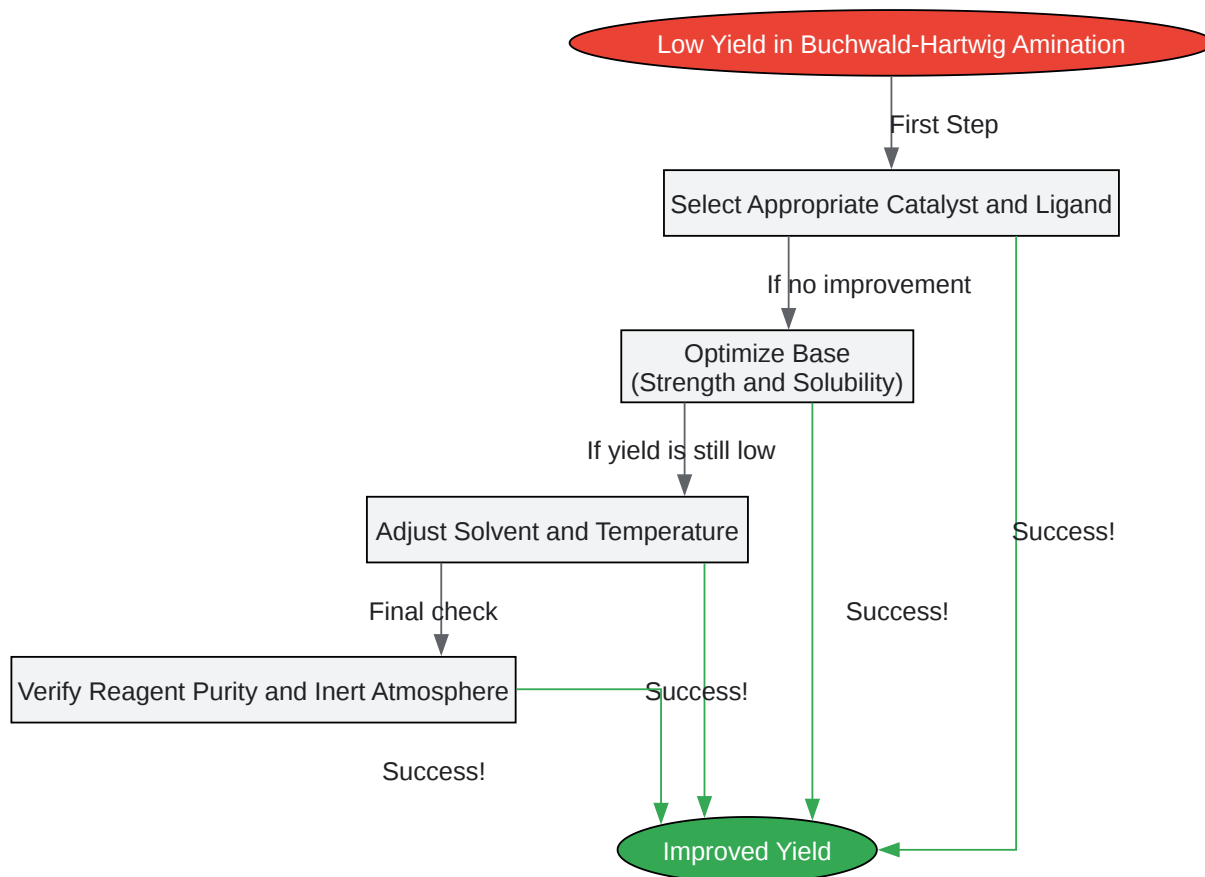 Low Yield in Buchwald-Hartwig Amination
First Step
Select Appropriate Catalyst and Ligand
If no improvement
Optimize Base
(Strength and Solubility)
If yield is still low
Adjust Solvent and Temperature
Success!
Final check
Success!
Verify Reagent Purity and Inert Atmosphere
Success!
Success!
Improved Yield